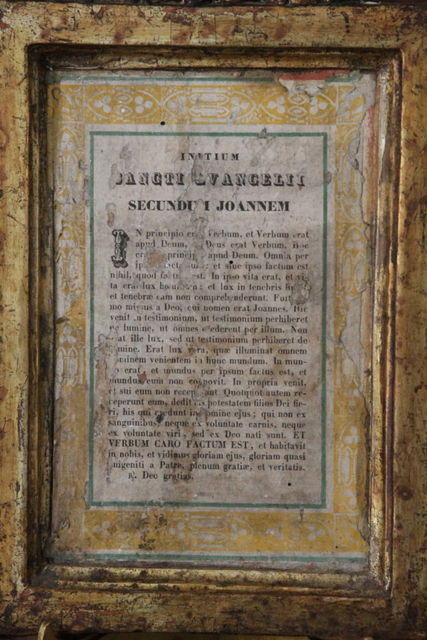 INITIUM
SANCTI EVANGELII
SECUNDUM JOANNEM
IN principio erat Verbum, et Verbum erat
apud Deum, et Deus erat Verbum. Hoc
erat in principio apud Deum. Omnia per
ipsum facta sunt: et sine ipso factum est
nihil, quod factum est. In ipso vita erat, et vi-
ta erat lux hominum: et lux in tenebris lucet,
et tenebræ eam non comprehenderunt. Fuit ho-
mo missus a Deo, cui nomen erat Joannes. Hic
venit in testimonium, ut testimonium perhiberet
de lumine, ut omnes crederent per illum. Non
erat ille lux, sed ut testimonium perhiberet de
lumine. Erat lux vera, quæ illuminat omnem
hominem venientem in hunc mundum. In mun-
do erat, et mundus per ipsum factus est, et
mundus eum non cognovit. In propria venit,
et sui eum non receperunt. Quotquot autem re-
ceperunt eum, dedit eis potestatem filios Dei fie-
ri, his qui credunt in nomine ejus; qui non ex
sanguinibus, neque ex voluntate carnis, neque
ex voluntate viri, sed ex Deo nati sunt. ET
VERBUM CARO FACTUM EST, et habitavit
in nobis, et vidimus gloriam ejus, gloriam quasi
unigeniti a Patre, plenum gratiæ, et veritatis.
℟. Deo gratias.